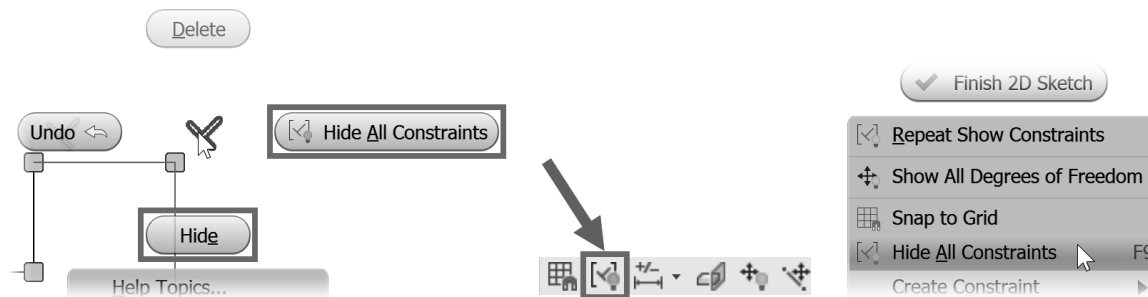 Delete
Undo
Hide All Constraints
Hide
Help Topics...
Finish 2D Sketch
Repeat Show Constraints
Show All Degrees of Freedom
Snap to Grid
Hide All Constraints F9
Create Constraint